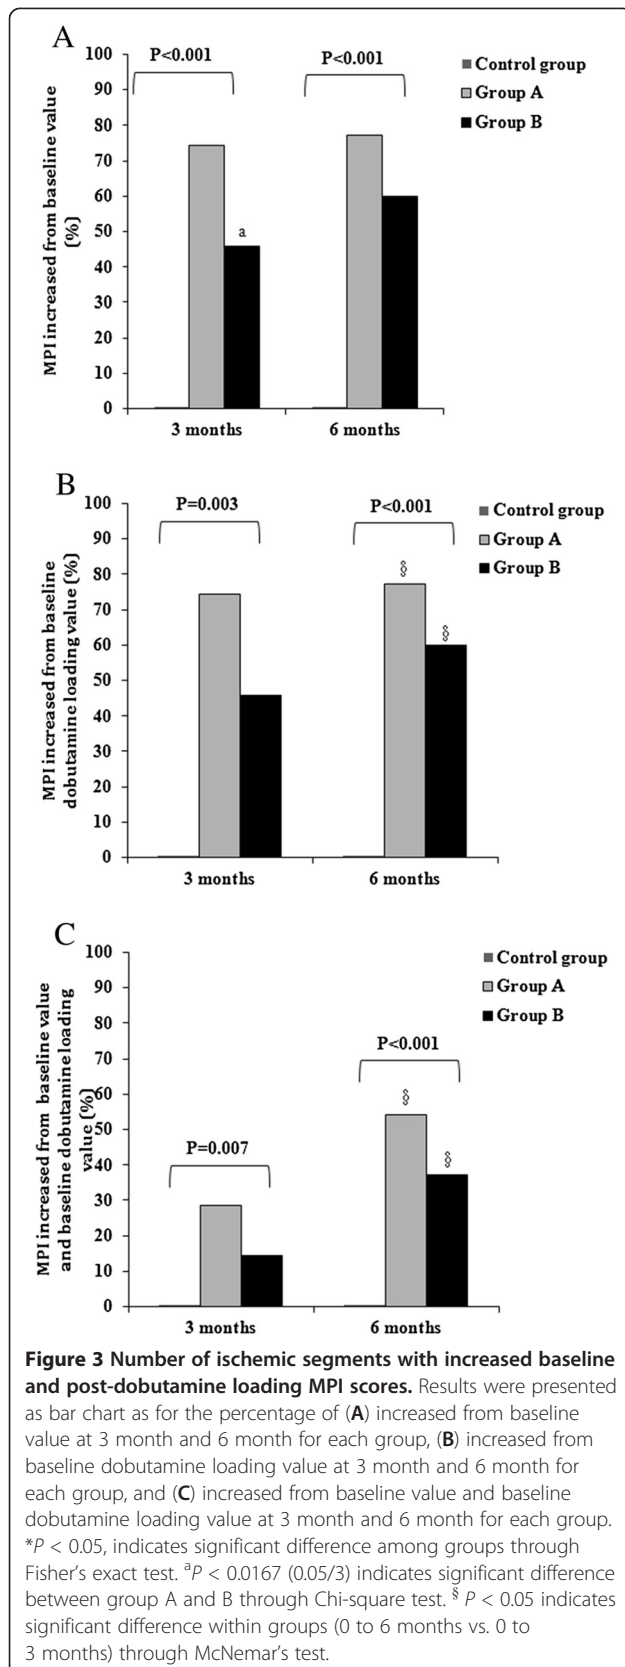 A
P<0.001
P<0.001
Control group
Group A
Group B
MPI increased from baseline value
(%)
100
90
80
70
60
50
40
30
20
10
0
a
3 months
6 months
B
P=0.003
P<0.001
Control group
Group A
Group B
MPI increased from baseline
dobutamine loading value (%)
100
90
80
70
60
50
40
30
20
10
0
§
§
3 months
6 months
C
P=0.007
P<0.001
Control group
Group A
Group B
MPI increased from baseline value
and baseline dobutamine loading
value (%)
100
90
80
70
60
50
40
30
20
10
0
§
§
3 months
6 months
Figure 3 Number of ischemic segments with increased baseline
and post-dobutamine loading MPI scores. Results were presented
as bar chart as for the percentage of (A) increased from baseline
value at 3 month and 6 month for each group, (B) increased from
baseline dobutamine loading value at 3 month and 6 month for
each group, and (C) increased from baseline value and baseline
dobutamine loading value at 3 month and 6 month for each group.
*P < 0.05, indicates significant difference among groups through
Fisher's exact test. aP < 0.0167 (0.05/3) indicates significant difference
between group A and B through Chi-square test. § P < 0.05 indicates
significant difference within groups (0 to 6 months vs. 0 to
3 months) through McNemar's test.